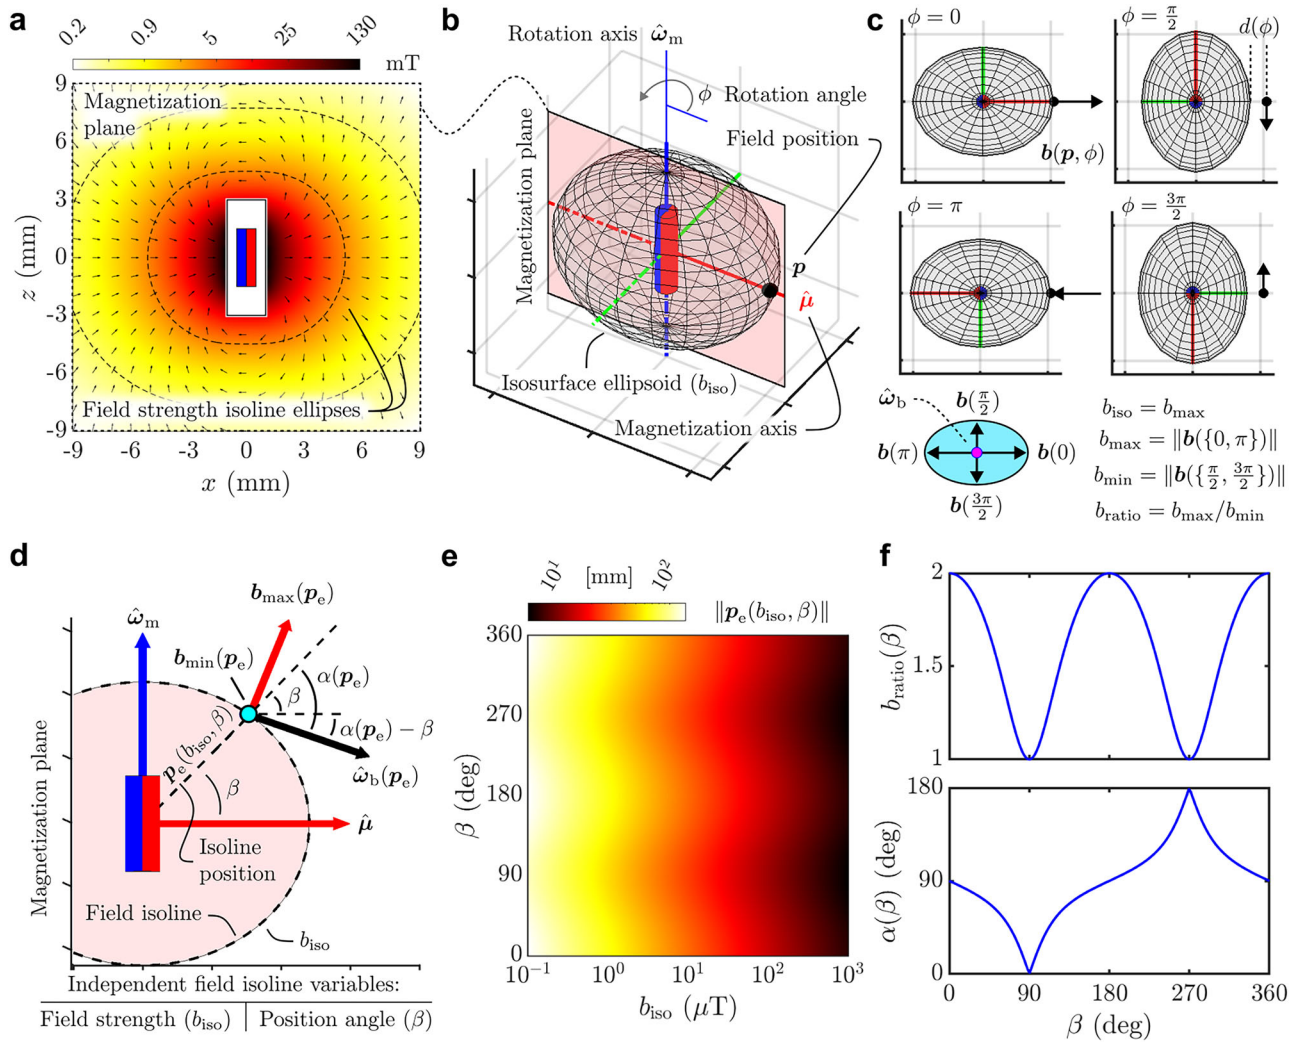 a
0.2 0.9 5 25 130
mT
Magnetization
plane
9
6
3
0
-3
-6
-9
z (mm)
Field strength isoline ellipses
-9 -6 -3 0 3 6 9
x (mm)
b
Rotation axis ω̂m
ϕ Rotation angle
Field position
Magnetization plane
p
μ̂
Isosurface ellipsoid (biso)
Magnetization axis
c
ϕ = 0
b(p, ϕ)
ϕ = π/2
d(ϕ)
ϕ = π
ϕ = 3π/2
ω̂b
b(π/2)
b(π) b(0)
b(3π/2)
biso = bmax
bmax = ‖b({0, π})‖
bmin = ‖b({π/2, 3π/2})‖
bratio = bmax/bmin
d
Magnetization plane
ω̂m
bmax(pe)
bmin(pe)
α(pe)
β
α(pe) − β
ω̂b(pe)
pe(biso, β)
β
μ̂
Isoline
position
Field isoline
biso
Independent field isoline variables:
Field strength (biso) Position angle (β)
e
10¹ [mm] 10²
‖pe(biso, β)‖
360
270
180
90
0
β (deg)
10⁻¹ 10⁰ 10¹ 10² 10³
biso (μT)
f
2
1.5
1
bratio(β)
180
90
0
α(β) (deg)
0 90 180 270 360
β (deg)